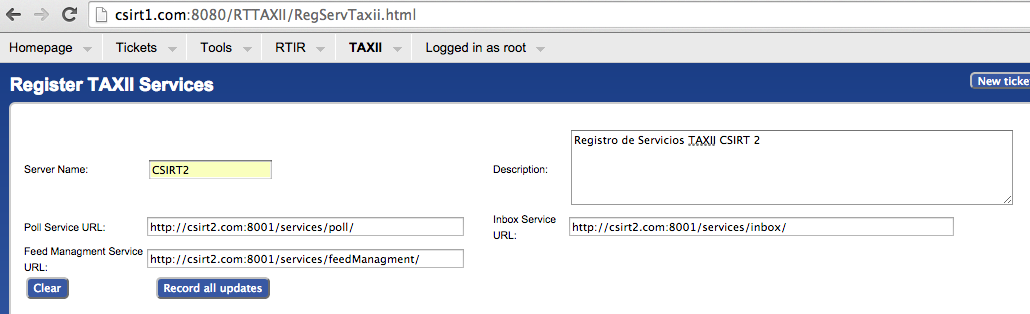 csirt1.com:8080/RTTAXII/RegServTaxii.html
Homepage Tickets Tools RTIR TAXII Logged in as root
Register TAXII Services
New ticke
Server Name: CSIRT2
Description: Registro de Servicios TAXII CSIRT 2
Poll Service URL: http://csirt2.com:8001/services/poll/
Inbox Service
URL: http://csirt2.com:8001/services/inbox/
Feed Managment Service
URL: http://csirt2.com:8001/services/feedManagment/
Clear Record all updates